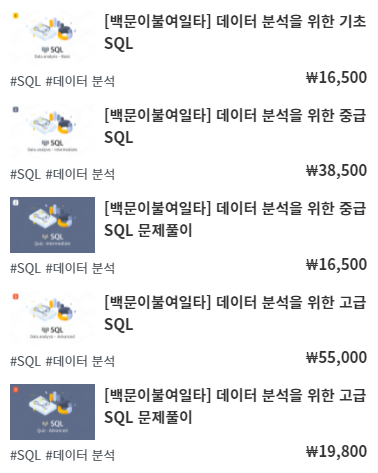 SQL
Data analysis - Basic
[백문이불여일타] 데이터 분석을 위한 기초
SQL
#SQL #데이터 분석
₩16,500
SQL
Data analysis - Intermediate
[백문이불여일타] 데이터 분석을 위한 중급
SQL
#SQL #데이터 분석
₩38,500
SQL
Quiz - Intermediate
[백문이불여일타] 데이터 분석을 위한 중급
SQL 문제풀이
#SQL #데이터 분석
₩16,500
SQL
Data analysis - Advanced
[백문이불여일타] 데이터 분석을 위한 고급
SQL
#SQL #데이터 분석
₩55,000
SQL
Quiz - Advanced
[백문이불여일타] 데이터 분석을 위한 고급
SQL 문제풀이
#SQL #데이터 분석
₩19,800